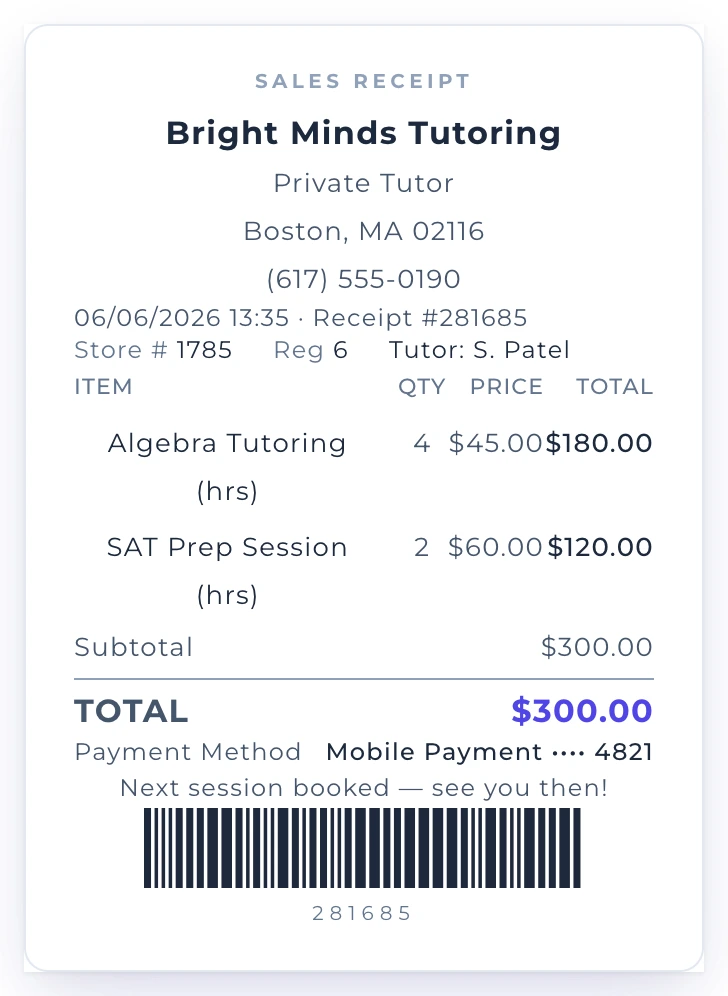 SALES RECEIPT
Bright Minds Tutoring
Private Tutor
Boston, MA 02116
(617) 555-0190
06/06/2026 13:35 · Receipt #281685
Store # 1785 Reg 6 Tutor: S. Patel
ITEM QTY PRICE TOTAL
Algebra Tutoring 4 $45.00 $180.00
(hrs)
SAT Prep Session 2 $60.00 $120.00
(hrs)
Subtotal $300.00
TOTAL $300.00
Payment Method Mobile Payment •••• 4821
Next session booked — see you then!
281685